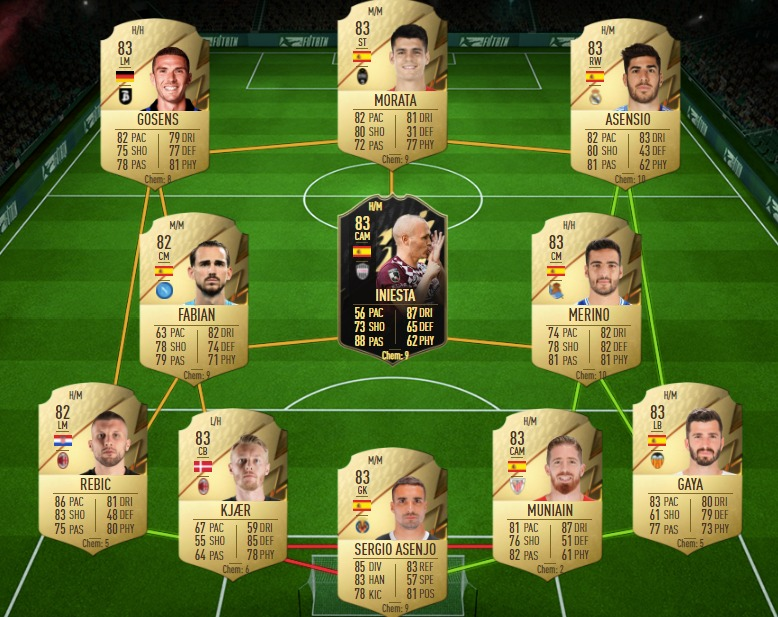 H/H
83
LM
GOSENS
82 PAC 79 DRI
75 SHO 77 DEF
78 PAS 81 PHY
Chem: 8
M/M
83
ST
MORATA
82 PAC 81 DRI
80 SHO 31 DEF
72 PAS 77 PHY
Chem: 9
H/M
83
RW
ASENSIO
82 PAC 83 DRI
80 SHO 43 DEF
81 PAS 62 PHY
Chem: 10
M/M
82
CM
FABIAN
63 PAC 82 DRI
78 SHO 74 DEF
79 PAS 71 PHY
Chem: 9
H/M
83
CAM
INIESTA
56 PAC 87 DRI
73 SHO 65 DEF
88 PAS 62 PHY
Chem: 9
H/H
83
CM
MERINO
74 PAC 82 DRI
78 SHO 82 DEF
81 PAS 81 PHY
Chem: 10
H/M
82
LM
REBIC
86 PAC 81 DRI
83 SHO 48 DEF
75 PAS 80 PHY
Chem: 5
L/H
83
CB
KJÆR
67 PAC 59 DRI
55 SHO 85 DEF
64 PAS 78 PHY
Chem: 6
M/M
83
GK
SERGIO ASENJO
85 DIV 83 REF
83 HAN 57 SPE
78 KIC 81 POS
Chem: 9
H/M
83
CAM
MUNIAIN
81 PAC 87 DRI
76 SHO 51 DEF
82 PAS 61 PHY
Chem: 2
H/M
83
LB
GAYA
83 PAC 80 DRI
61 SHO 79 DEF
77 PAS 73 PHY
Chem: 5